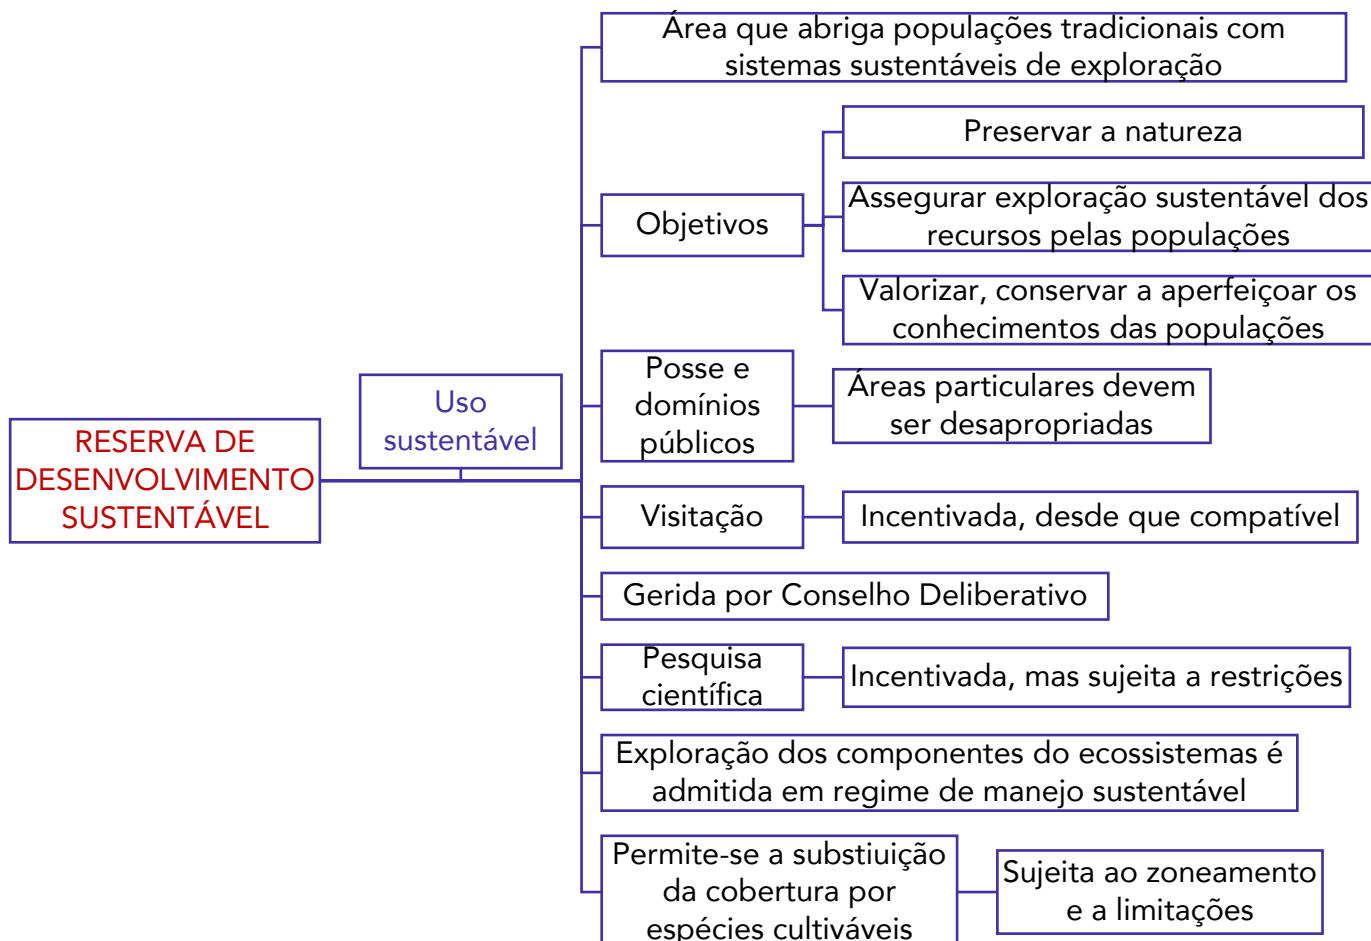 Área que abriga populações tradicionais com
sistemas sustentáveis de exploração
Objetivos
Preservar a natureza
Assegurar exploração sustentável dos
recursos pelas populações
Valorizar, conservar a aperfeiçoar os
conhecimentos das populações
Posse e
domínios
públicos
Áreas particulares devem
ser desapropriadas
RESERVA DE
DESENVOLVIMENTO
SUSTENTÁVEL
Uso
sustentável
Visitação
Incentivada, desde que compatível
Gerida por Conselho Deliberativo
Pesquisa
científica
Incentivada, mas sujeita a restrições
Exploração dos componentes do ecossistemas é
admitida em regime de manejo sustentável
Permite-se a substiuição
da cobertura por
espécies cultiváveis
Sujeita ao zoneamento
e a limitações